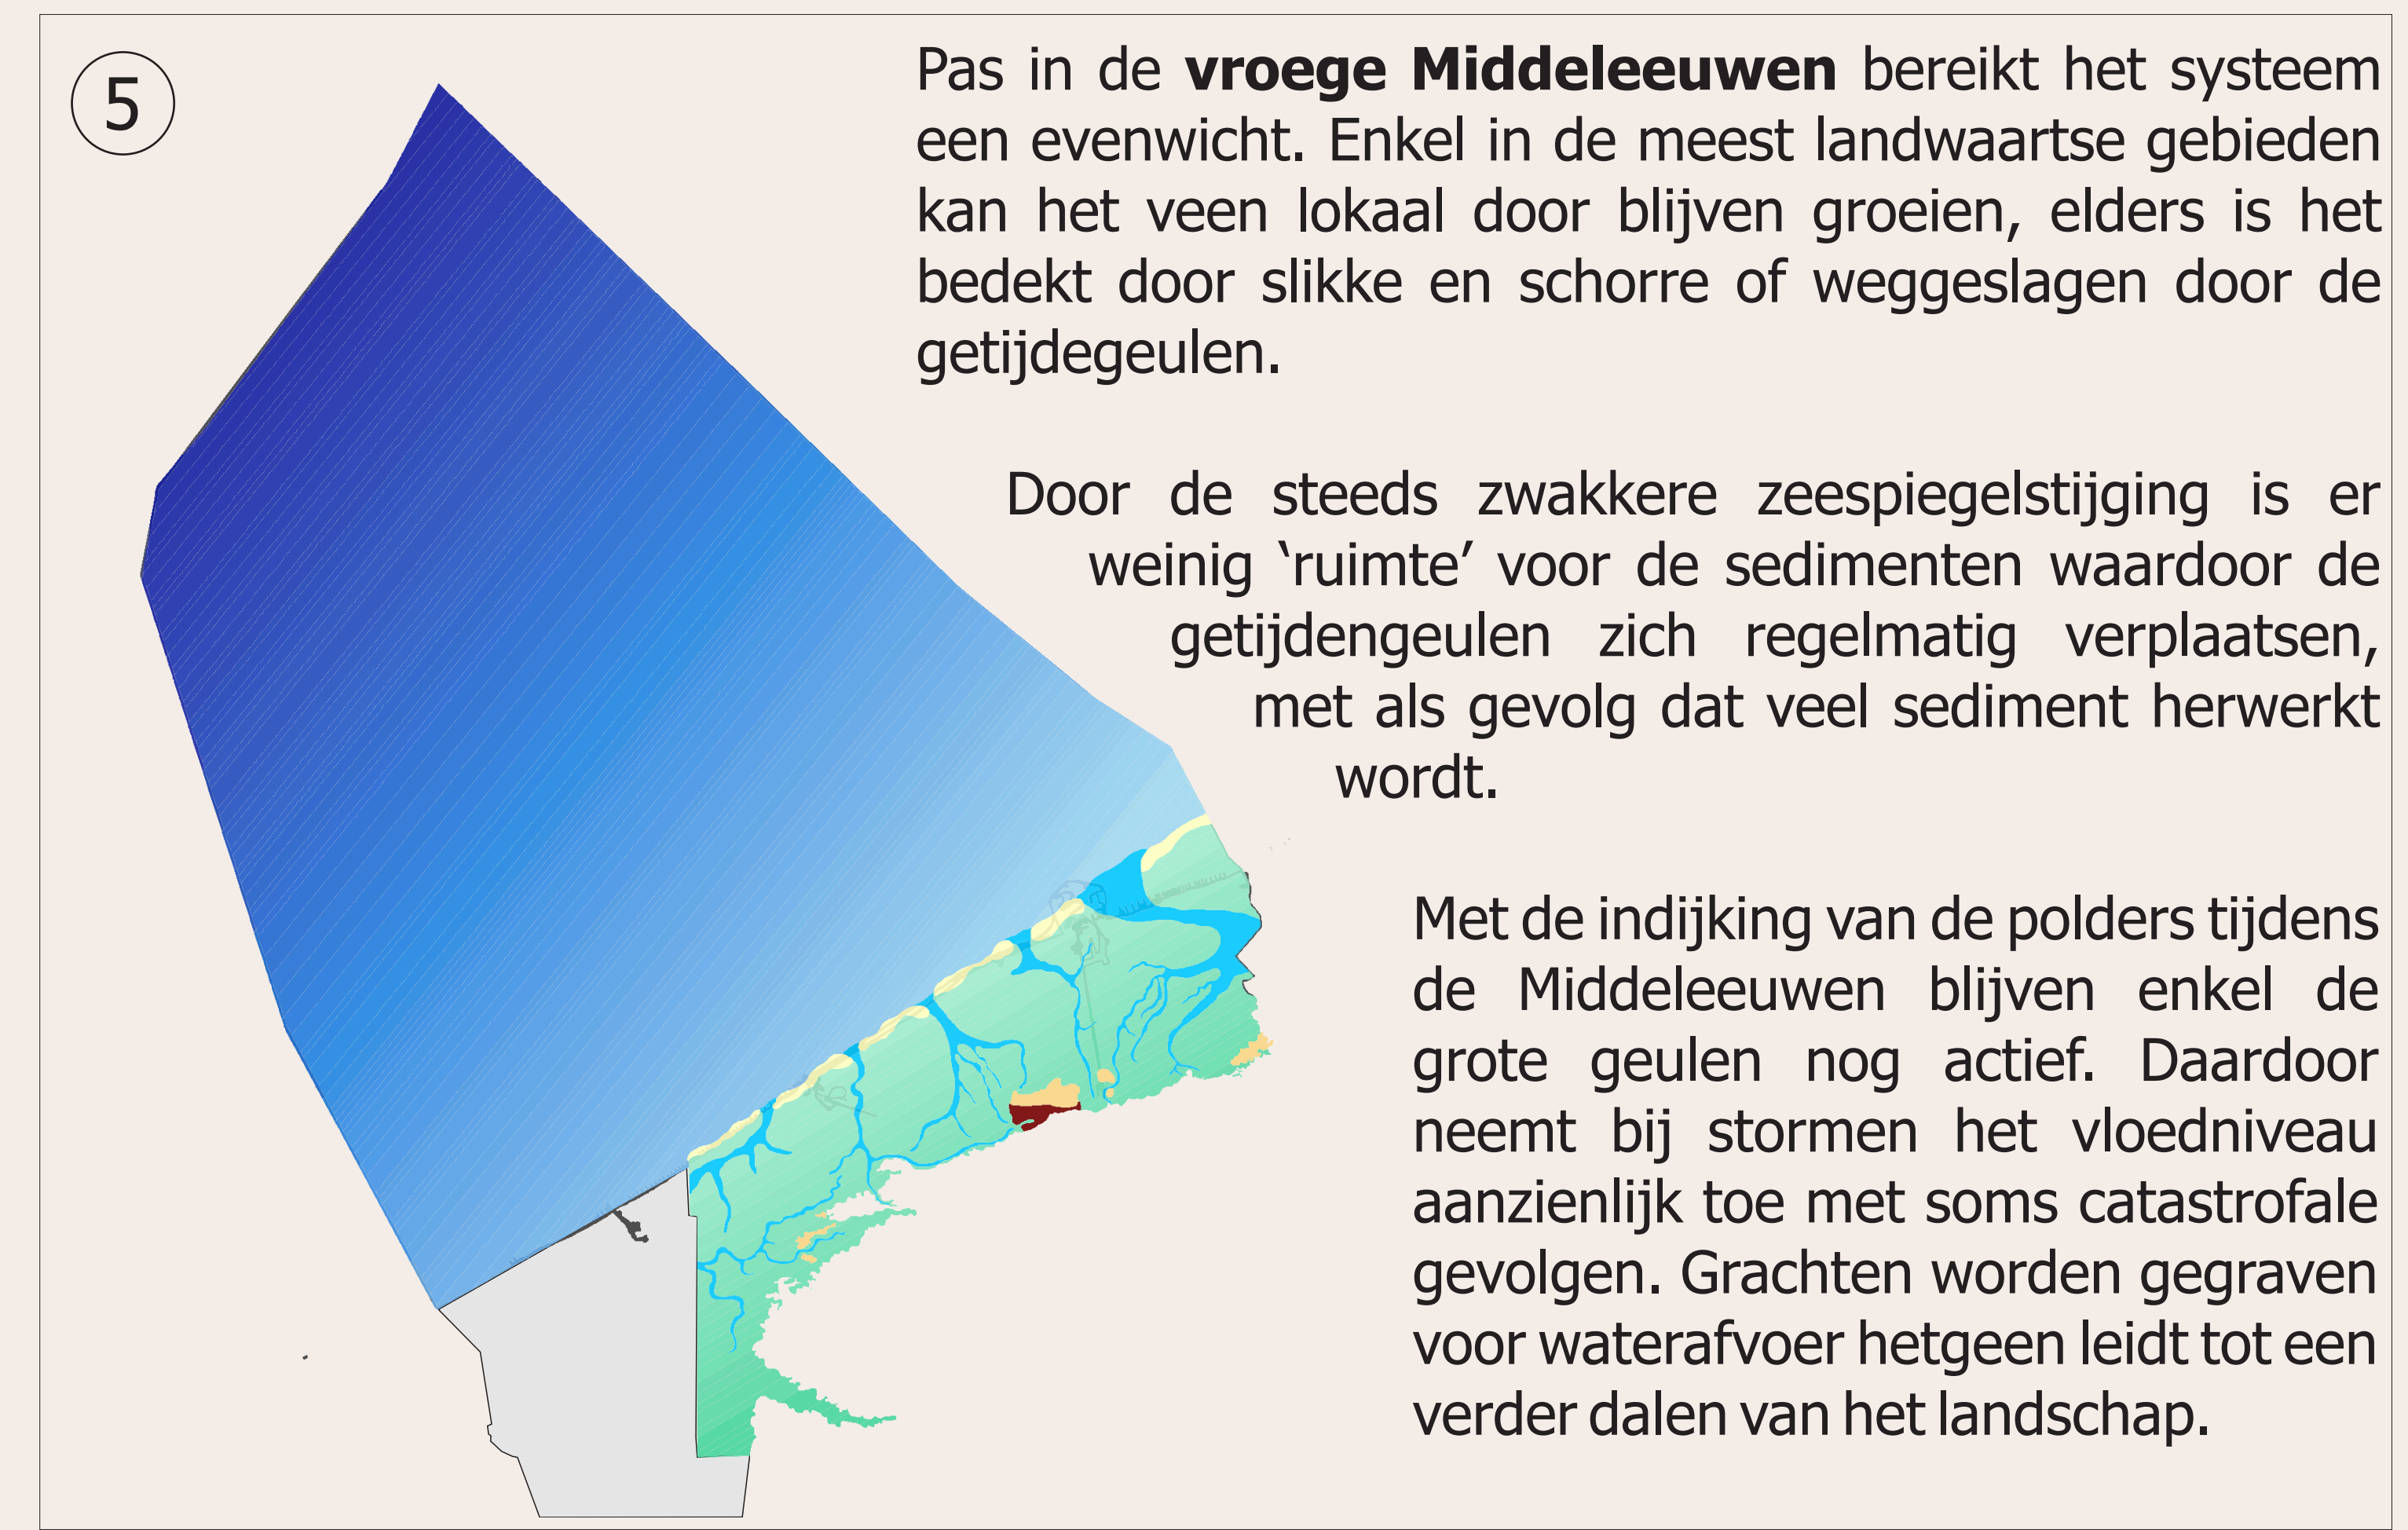 5
Pas in de vroege Middeleeuwen bereikt het systeem
een evenwicht. Enkel in de meest landwaartse gebieden
kan het veen lokaal door blijven groeien, elders is het
bedekt door slikke en schorre of weggeslagen door de
getijdegeulen.
Door de steeds zwakkere zeespiegelstijging is er
weinig ‘ruimte’ voor de sedimenten waardoor de
getijdengeulen zich regelmatig verplaatsen,
met als gevolg dat veel sediment herwerkt
wordt.
Met de indijking van de polders tijdens
de Middeleeuwen blijven enkel de
grote geulen nog actief. Daardoor
neemt bij stormen het vloedniveau
aanzienlijk toe met soms catastrofale
gevolgen. Grachten worden gegraven
voor waterafvoer hetgeen leidt tot een
verder dalen van het landschap.